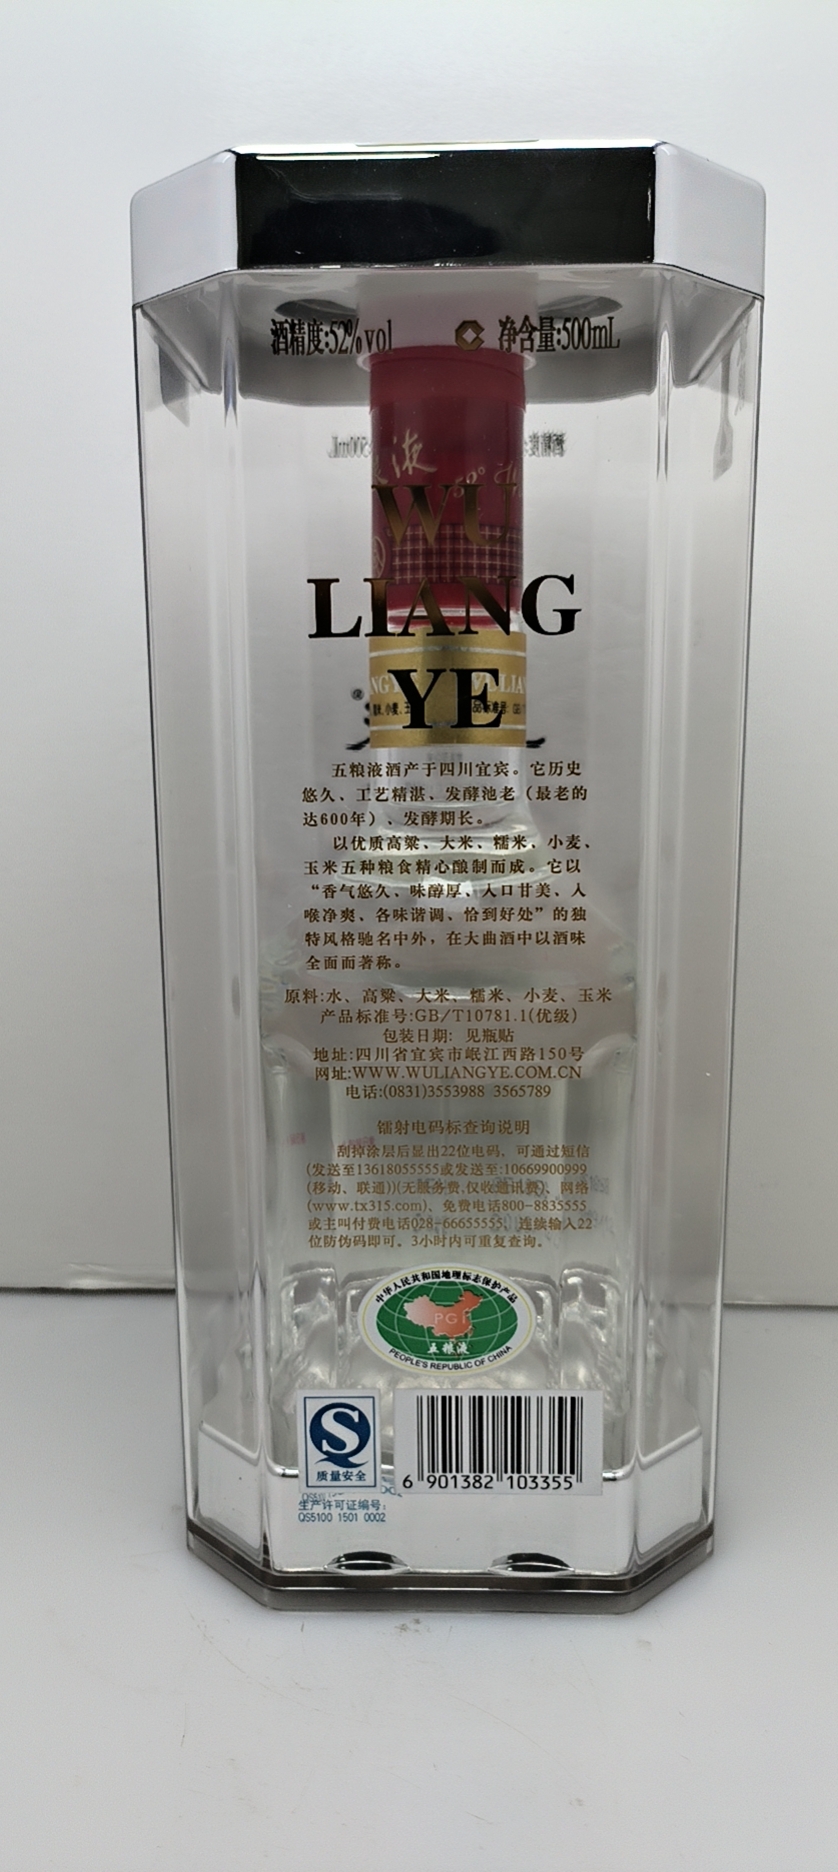 酒精度:52%vol 净含量:500mL
液
WU
LIANG
YE
五粮液酒产于四川宜宾。它历史
悠久、工艺精湛、发酵池老（最老的
达600年）、发酵期长。
以优质高粱、大米、糯米、小麦、
玉米五种粮食精心酿制而成。它以
“香气悠久、味醇厚、入口甘美、入
喉净爽、各味谐调、恰到好处”的独
特风格驰名中外，在大曲酒中以酒味
全面而著称。
原料:水、高粱、大米、糯米、小麦、玉米
产品标准号:GB/T10781.1(优级)
包装日期: 见瓶贴
地址:四川省宜宾市岷江西路150号
网址:WWW.WULIANGYE.COM.CN
电话:(0831)3553988 3565789
镭射电码标查询说明
刮掉涂层后显出22位电码，可通过短信
(发送至13618055555或发送至:10669900999
(移动、联通))(无服务费,仅收通讯费)、网络
(www.tx315.com)、免费电话800-8835555
或主叫付费电话028-66655555，连续输入22
位防伪码即可。3小时内可重复查询。
中华人民共和国地理标志保护产品
PGI
五粮液
PEOPLE'S REPUBLIC OF CHINA
质量安全
6 901382 103355
生产许可证编号:
QS5100 1501 0002